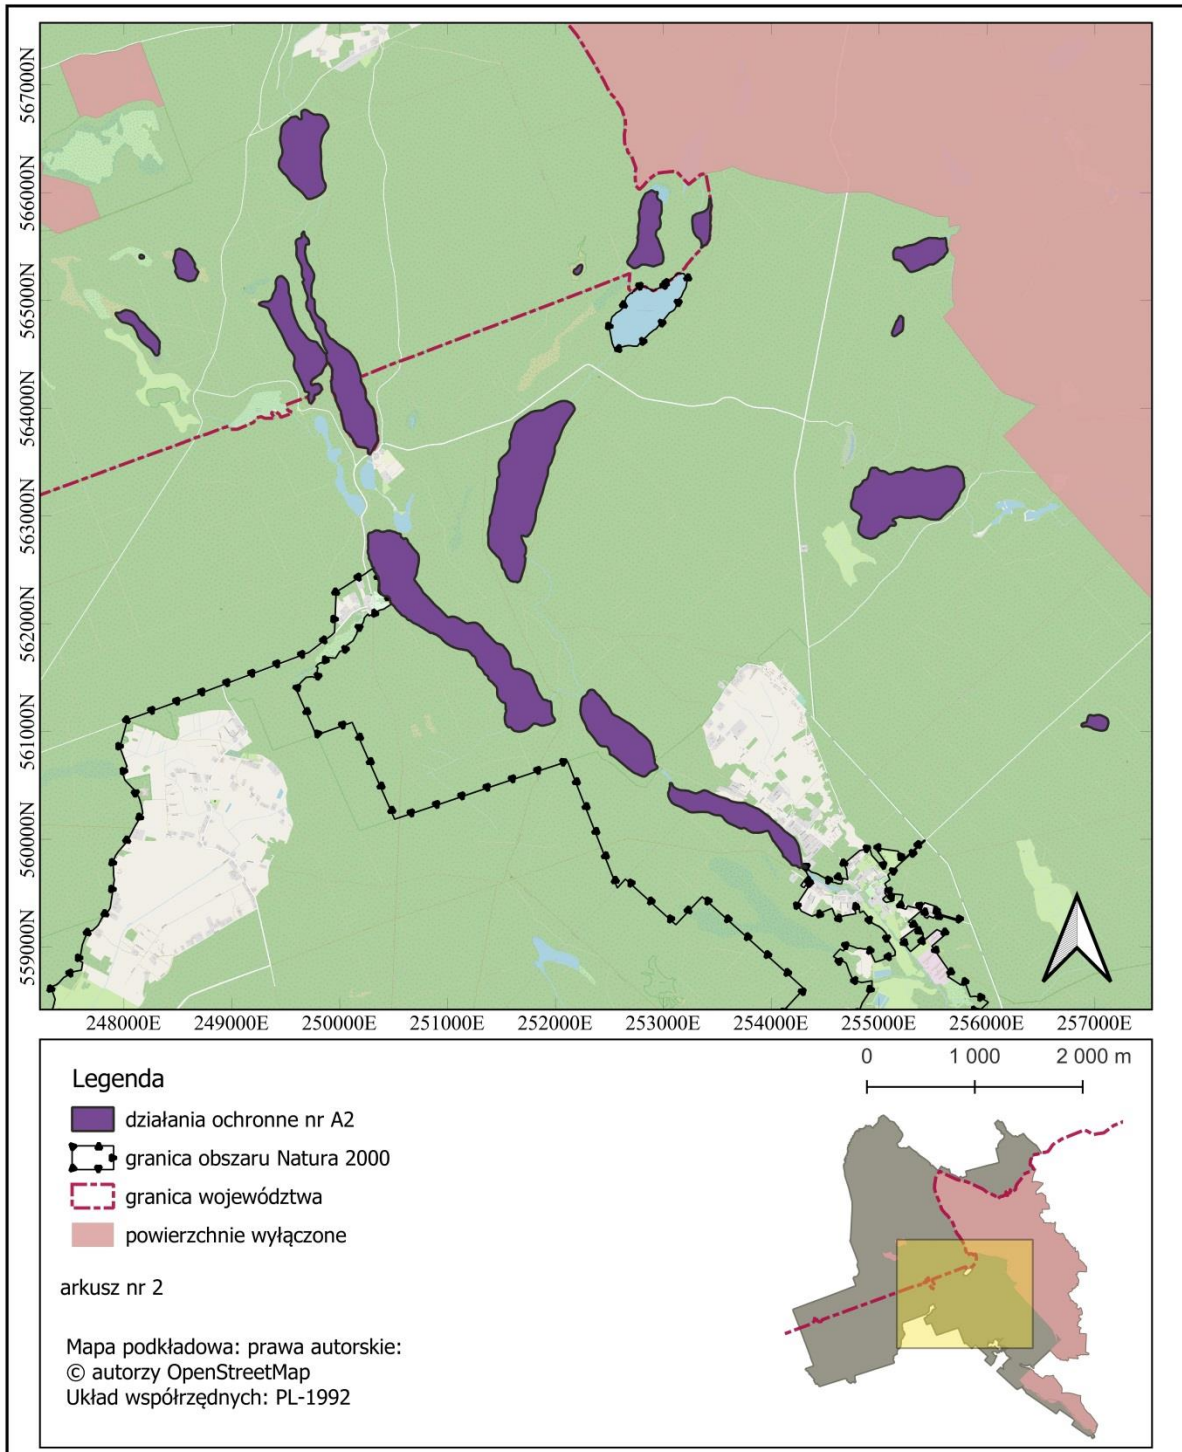 567000N
566000N
565000N
564000N
563000N
562000N
561000N
560000N
559000N
248000E 249000E 250000E 251000E 252000E 253000E 254000E 255000E 256000E 257000E
Legenda
działania ochronne nr A2
granica obszaru Natura 2000
granica województwa
powierzchnie wyłączone
arkusz nr 2
Mapa podkładowa: prawa autorskie:
© autorzy OpenStreetMap
Układ współrzędnych: PL-1992
0 1 000 2 000 m